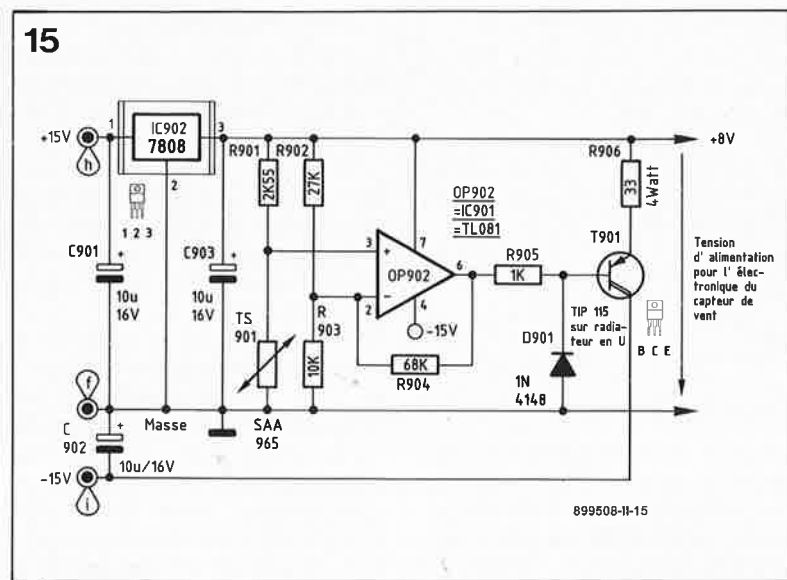 15
+15V
h
1
IC902
7808
3
2
1 2 3
R901
2K55
R902
27K
R906
33
4Watt
+8V
OP902
=IC901
=TL081
C901
+
10u
16V
C903
+
10u
16V
3
+
7
OP902
6
-
2
4
-15V
R905
1K
T901
TIP 115
sur radia-
teur en U
B C E
Tension
d' alimentation
pour l' élec-
tronique du
capteur de
vent
TS
901
R
903
10K
68K
R904
D901
1N
4148
f
Masse
SAA
965
C
902
+
10u/16V
-15V
i
899508-II-15